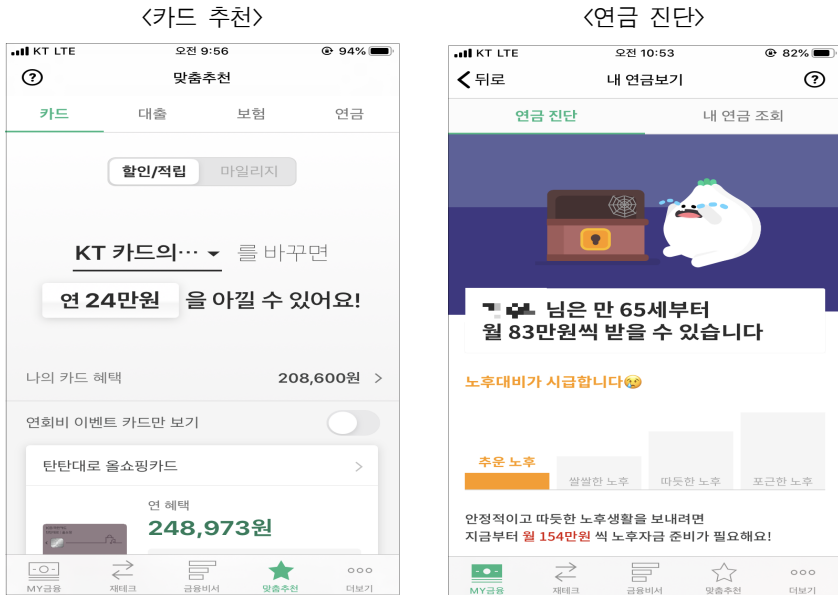 <카드 추천>
KT LTE 오전 9:56 94%
맞춤추천
카드 대출 보험 연금
할인/적립 마일리지
KT 카드의… 를 바꾸면
연 24만원 을 아낄 수 있어요!
나의 카드 혜택 208,600원 >
연회비 이벤트 카드만 보기
탄탄대로 올쇼핑카드 >
연 혜택
248,973원
MY금융 재테크 금융비서 맞춤추천 더보기
<연금 진단>
KT LTE 오전 10:53 82%
뒤로 내 연금보기
연금 진단 내 연금 조회
님은 만 65세부터
월 83만원씩 받을 수 있습니다
노후대비가 시급합니다😢
추운 노후 쌀쌀한 노후 따듯한 노후 포근한 노후
안정적이고 따듯한 노후생활을 보내려면
지금부터 월 154만원 씩 노후자금 준비가 필요해요!
MY금융 재테크 금융비서 맞춤추천 더보기